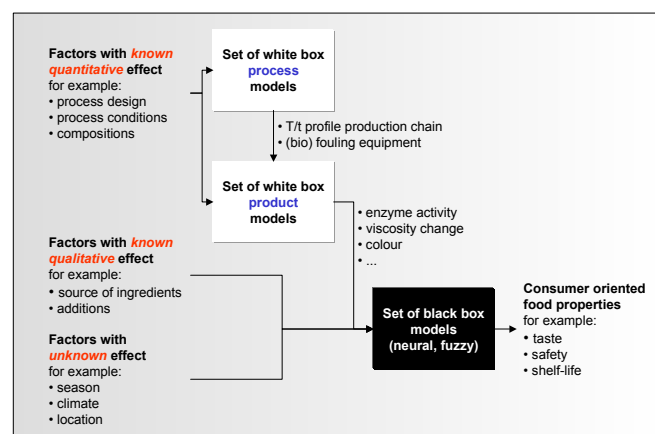 Factors with known
quantitative effect
for example:
• process design
• process conditions
• compositions
Set of white box
process
models
• T/t profile production chain
• (bio) fouling equipment
Set of white box
product
models
• enzyme activity
• viscosity change
• colour
• ...
Factors with known
qualitative effect
for example:
• source of ingredients
• additions
Factors with
unknown effect
for example:
• season
• climate
• location
Set of black box
models
(neural, fuzzy)
Consumer oriented
food properties
for example:
• taste
• safety
• shelf-life